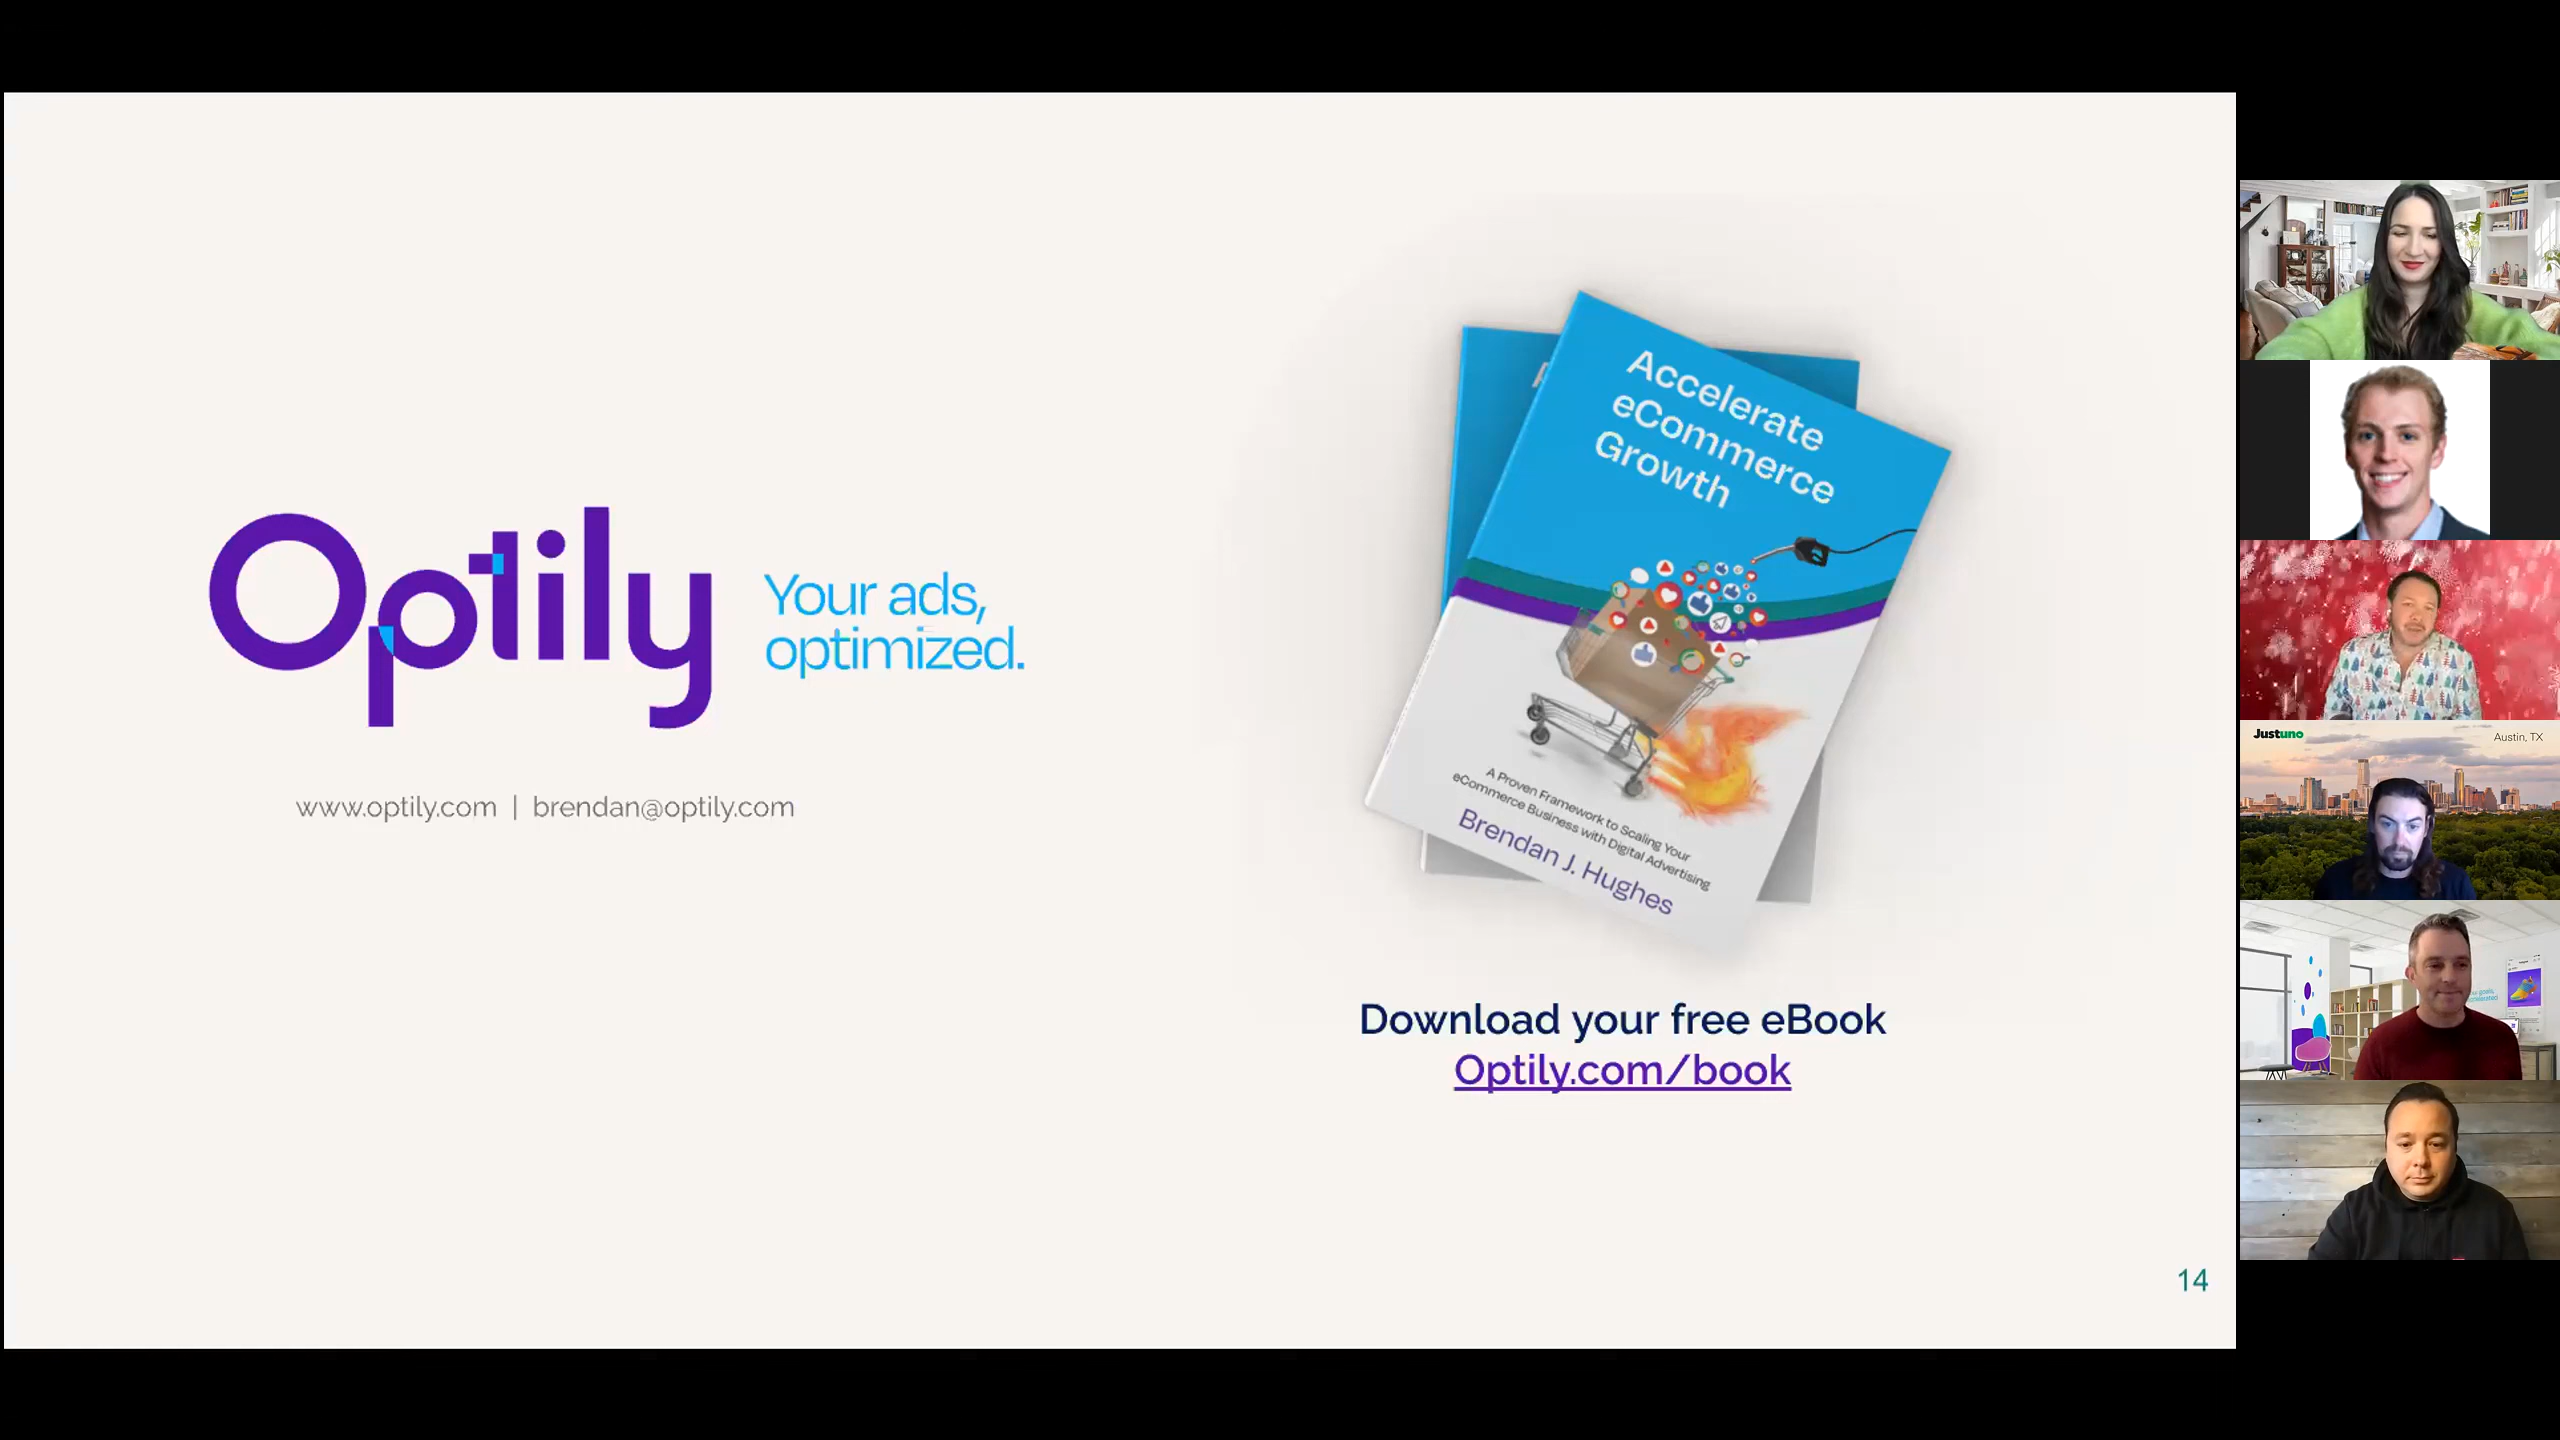 Optily
Your ads,
optimized.
www.optily.com | brendan@optily.com
Accelerate
eCommerce
Growth
A Proven Framework to Scaling Your
eCommerce Business with Digital Advertising
Brendan J. Hughes
Download your free eBook
Optily.com/book
14
Justuno
Austin, TX